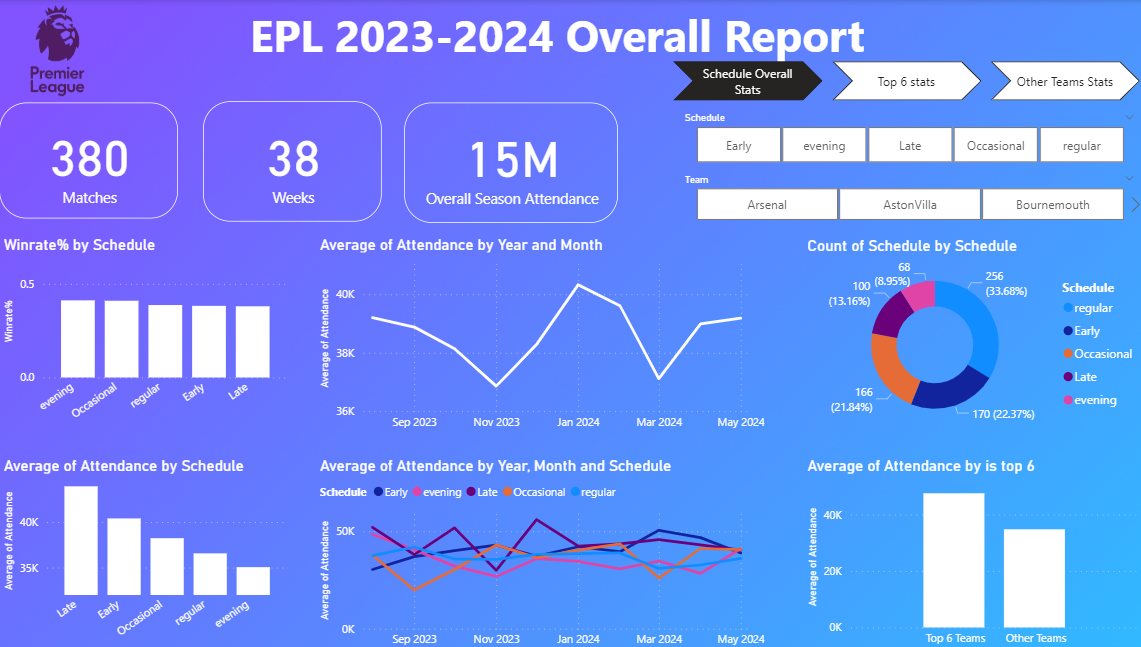 Premier
League
EPL 2023-2024 Overall Report
Schedule Overall
Stats
Top 6 stats
Other Teams Stats
380
Matches
38
Weeks
15M
Overall Season Attendance
Schedule
Early
evening
Late
Occasional
regular
Team
Arsenal
AstonVilla
Bournemouth
Winrate% by Schedule
Winrate%
0.5
0.0
evening
Occasional
regular
Early
Late
Average of Attendance by Year and Month
Average of Attendance
40K
38K
36K
Sep 2023
Nov 2023
Jan 2024
Mar 2024
May 2024
Count of Schedule by Schedule
68
(8.95%)
100
(13.16%)
166
(21.84%)
256
(33.68%)
170 (22.37%)
Schedule
regular
Early
Occasional
Late
evening
Average of Attendance by Schedule
Average of Attendance
40K
35K
Late
Early
Occasional
regular
evening
Average of Attendance by Year, Month and Schedule
Schedule Early evening Late Occasional regular
Average of Attendance
50K
0K
Sep 2023
Nov 2023
Jan 2024
Mar 2024
May 2024
Average of Attendance by is top 6
Average of Attendance
40K
20K
0K
Top 6 Teams
Other Teams